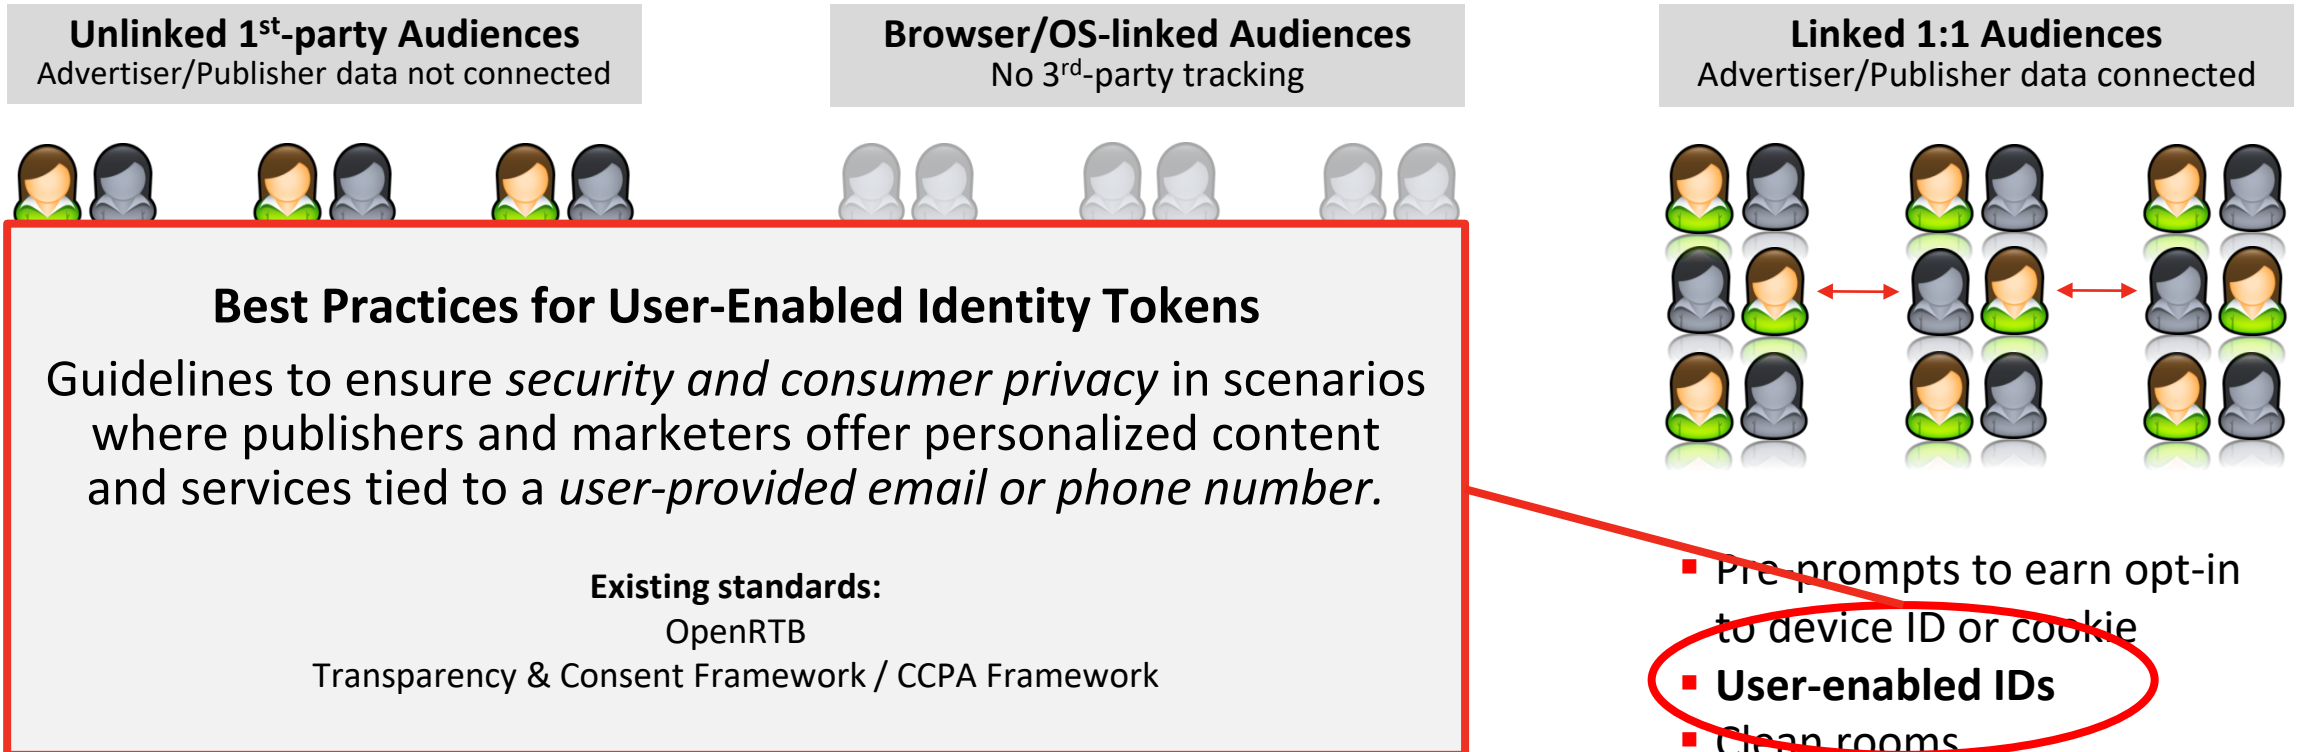 Unlinked 1st-party Audiences
Advertiser/Publisher data not connected
Browser/OS-linked Audiences
No 3rd-party tracking
Linked 1:1 Audiences
Advertiser/Publisher data connected
Best Practices for User-Enabled Identity Tokens
Guidelines to ensure security and consumer privacy in scenarios
where publishers and marketers offer personalized content
and services tied to a user-provided email or phone number.
Existing standards:
OpenRTB
Transparency & Consent Framework / CCPA Framework
▪ Pre-prompts to earn opt-in
to device ID or cookie
▪ User-enabled IDs
▪ Clean rooms